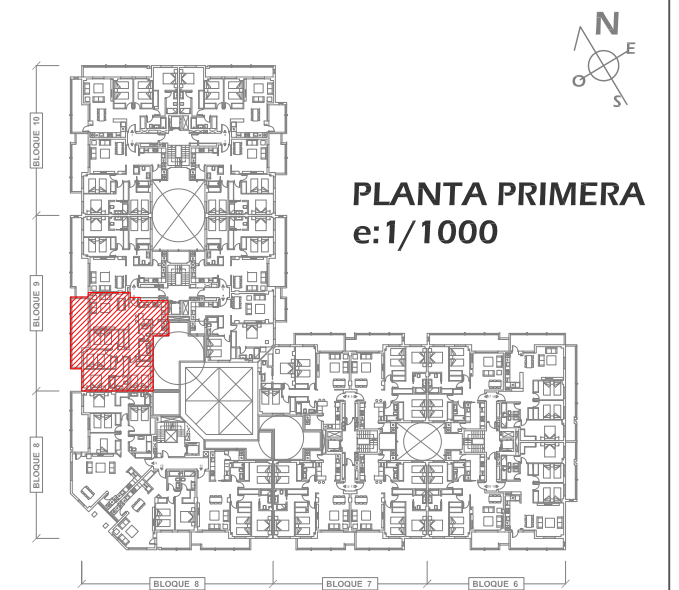 N
E
O
S
PLANTA PRIMERA
e:1/1000
BLOQUE 10
BLOQUE 9
BLOQUE 8
BLOQUE 8
BLOQUE 7
BLOQUE 6